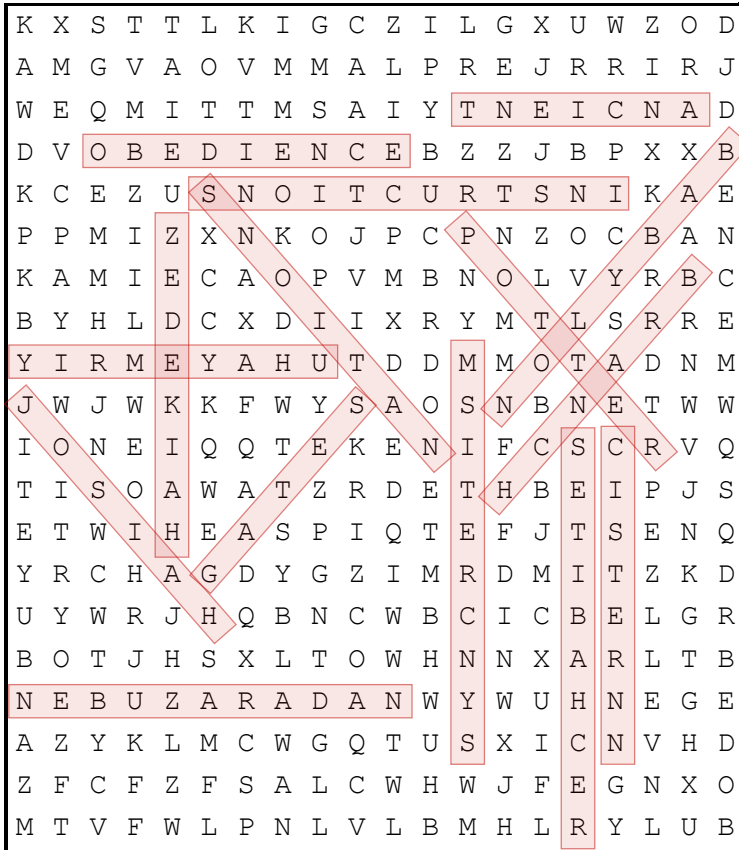 K X S T T L K I G C Z I L G X U W Z O D
A M G V A O V M M A L P R E J R R I R J
W E Q M I T T M S A I Y T N E I C N A D
D V O B E D I E N C E B Z Z J B P X X B
K C E Z U S N O I T C U R T S N I K A E
P P M I Z X N K O J P C P N Z O C B A N
K A M I E C A O P V M B N O L V Y R B C
B Y H L D C X D I I X R Y M T L S R R E
Y I R M E Y A H U T D D M M O T A D N M
J W J W K K F W Y S A O S N B N E T W W
I O N E I Q Q T E K E N I F C S C R V Q
T I S O A W A T Z R D E T H B E I P J S
E T W I H E A S P I Q T E F J T S E N Q
Y R C H A G D Y G Z I M R D M I T Z K D
U Y W R J H Q B N C W B C I C B E L G R
B O T J H S X L T O W H N N X A R L T B
N E B U Z A R A D A N W Y W U H N E G E
A Z Y K L M C W G Q T U S X I C N V H D
Z F C F Z F S A L C W H W J F E G N X O
M T V F W L P N L V L B M H L R Y L U B